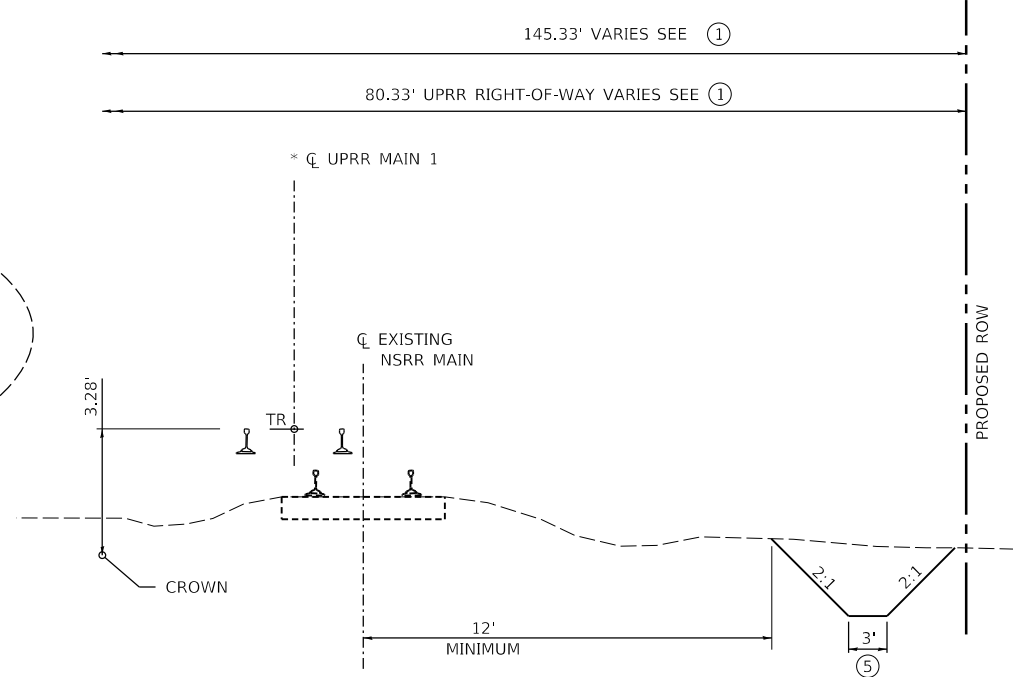 145.33' VARIES SEE 1
80.33' UPRR RIGHT-OF-WAY VARIES SEE 1
* ℄ UPRR MAIN 1
℄ EXISTING
NSRR MAIN
PROPOSED ROW
3.28'
TR
CROWN
2:1
2:1
12'
MINIMUM
3'
5